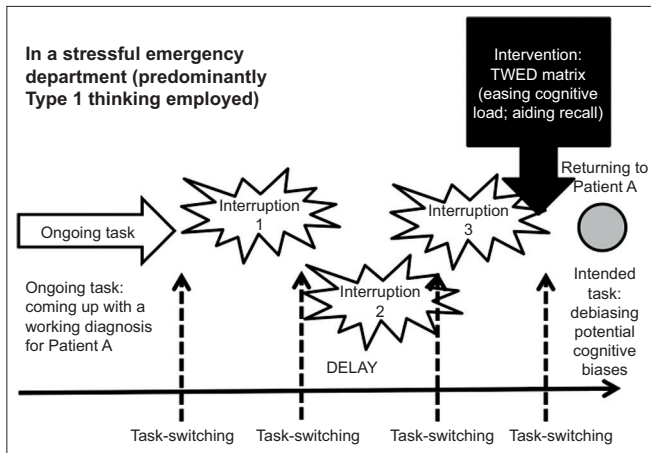 In a stressful emergency
department (predominantly
Type 1 thinking employed)
Intervention:
TWED matrix
(easing cognitive
load; aiding recall)
Returning to
Patient A
Interruption
1
Interruption
3
Ongoing task
Interruption
2
Ongoing task:
coming up with a
working diagnosis
for Patient A
Intended
task:
debiasing
potential
cognitive
biases
DELAY
Task-switching
Task-switching
Task-switching
Task-switching